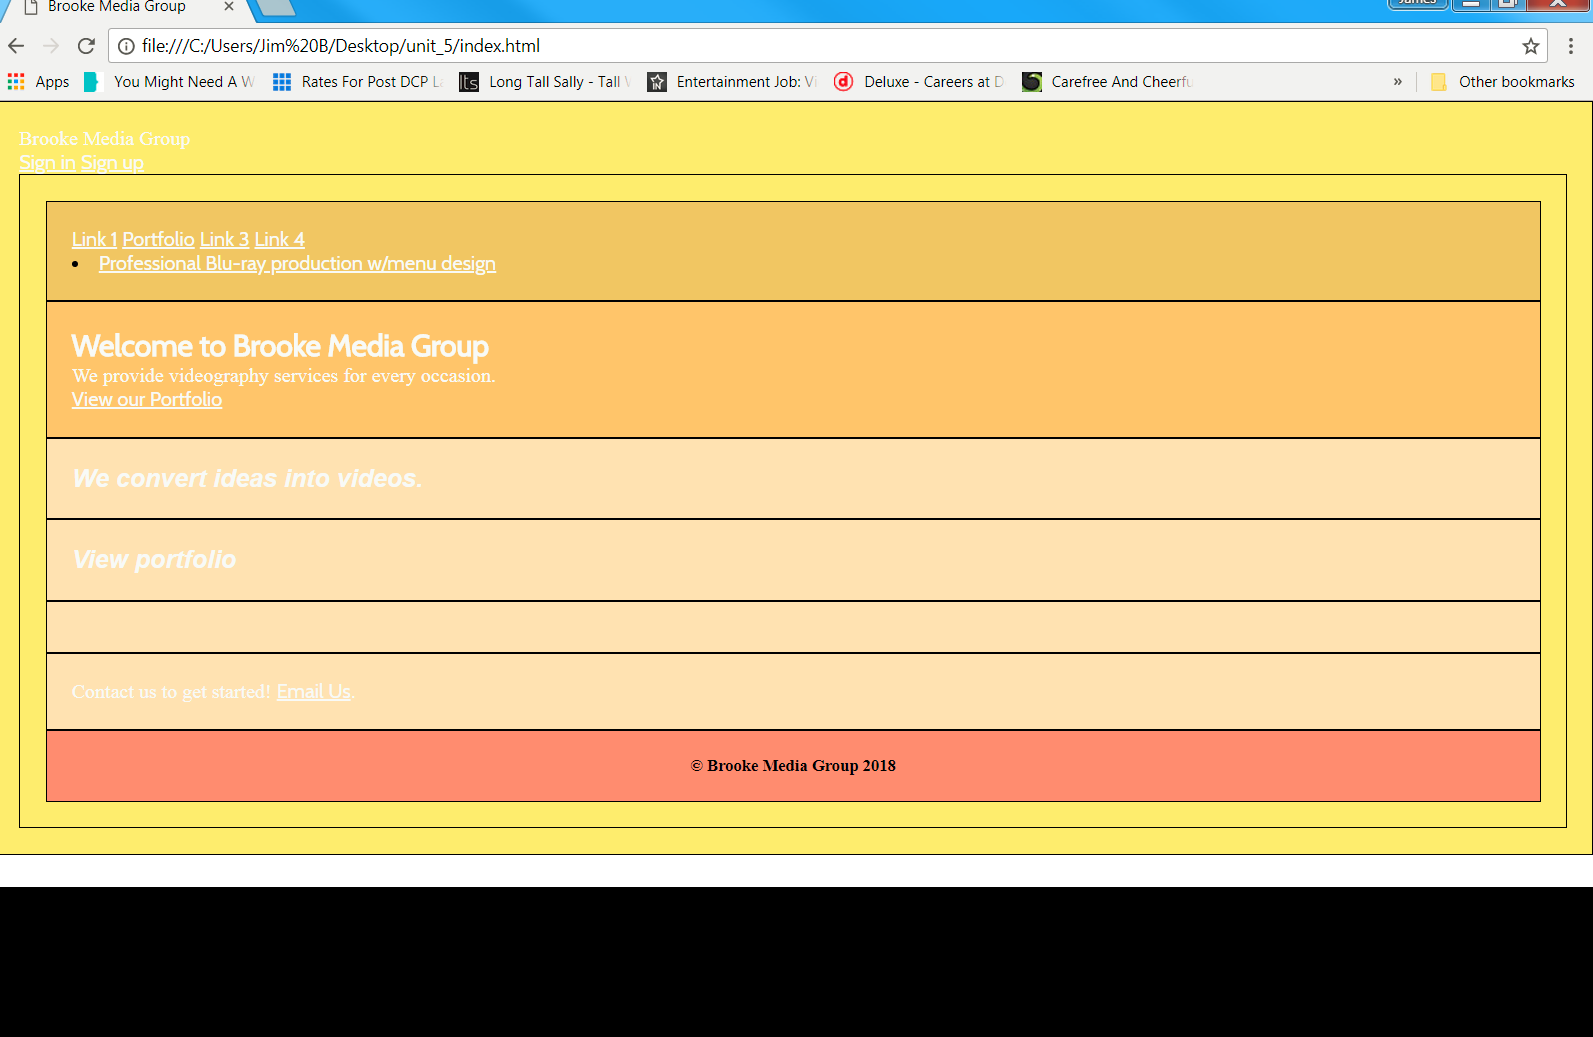 Brooke Media Group
James
file:///C:/Users/Jim%20B/Desktop/unit_5/index.html
Apps You Might Need A W Rates For Post DCP L lts Long Tall Sally - Tall IN Entertainment Job: Vi d Deluxe - Careers at D Carefree And Cheerfu » Other bookmarks
Brooke Media Group
Sign in Sign up
Link 1 Portfolio Link 3 Link 4
• Professional Blu-ray production w/menu design
Welcome to Brooke Media Group
We provide videography services for every occasion.
View our Portfolio
We convert ideas into videos.
View portfolio
Contact us to get started! Email Us.
© Brooke Media Group 2018